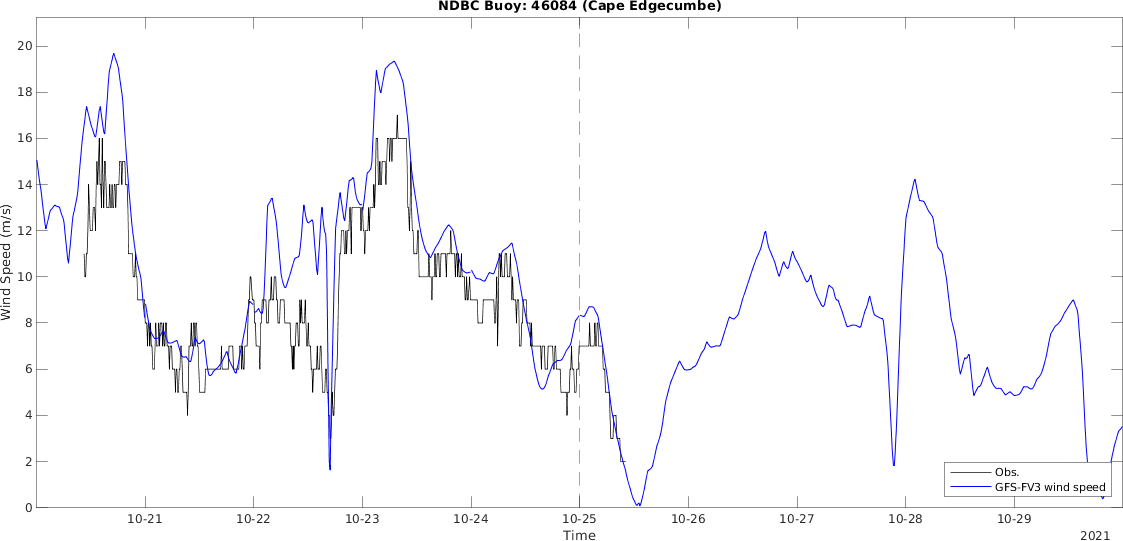 NDBC Buoy: 46084 (Cape Edgecumbe)
20
18
16
14
12
10
8
6
4
2
0
Wind Speed (m/s)
10-21 10-22 10-23 10-24 10-25 10-26 10-27 10-28 10-29
Time
2021
Obs.
GFS-FV3 wind speed